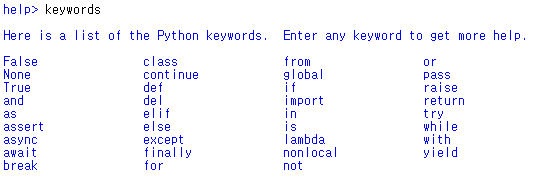 help> keywords
Here is a list of the Python keywords.  Enter any keyword to get more help.
False               class               from                or
None                continue            global              pass
True                def                 if                  raise
and                 del                 import              return
as                  elif                in                  try
assert              else                is                  while
async               except              lambda              with
await               finally             nonlocal            yield
break               for                 not